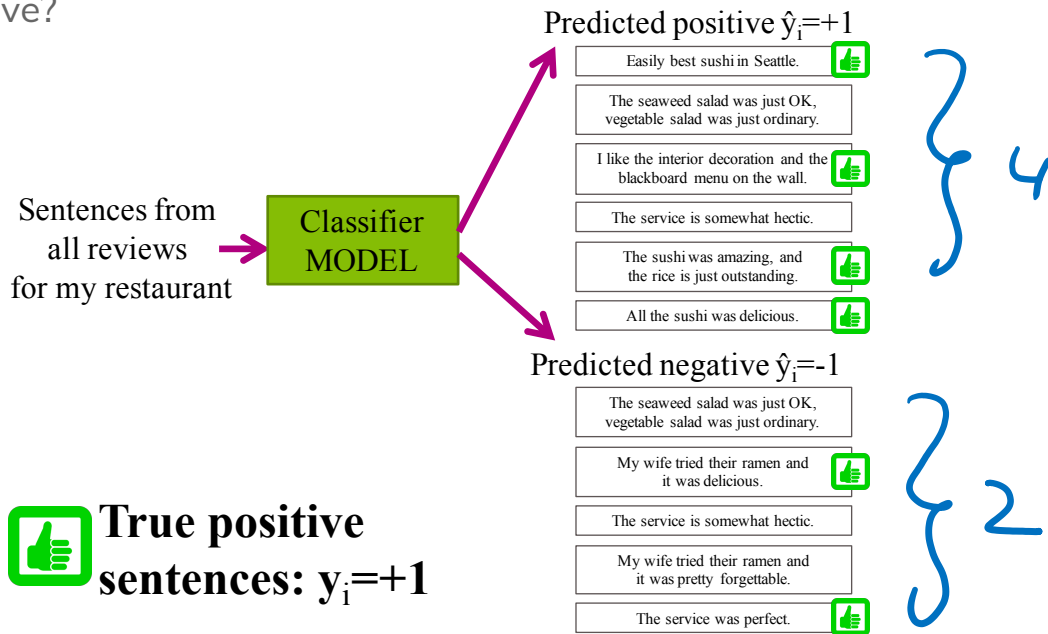 ve?
Predicted positive ŷi=+1
Easily best sushi in Seattle.
The seaweed salad was just OK,
vegetable salad was just ordinary.
I like the interior decoration and the
blackboard menu on the wall.
The service is somewhat hectic.
The sushi was amazing, and
the rice is just outstanding.
All the sushi was delicious.
4
Sentences from
all reviews
for my restaurant
Classifier
MODEL
Predicted negative ŷi=-1
The seaweed salad was just OK,
vegetable salad was just ordinary.
My wife tried their ramen and
it was delicious.
The service is somewhat hectic.
My wife tried their ramen and
it was pretty forgettable.
The service was perfect.
2
True positive
sentences: yi=+1